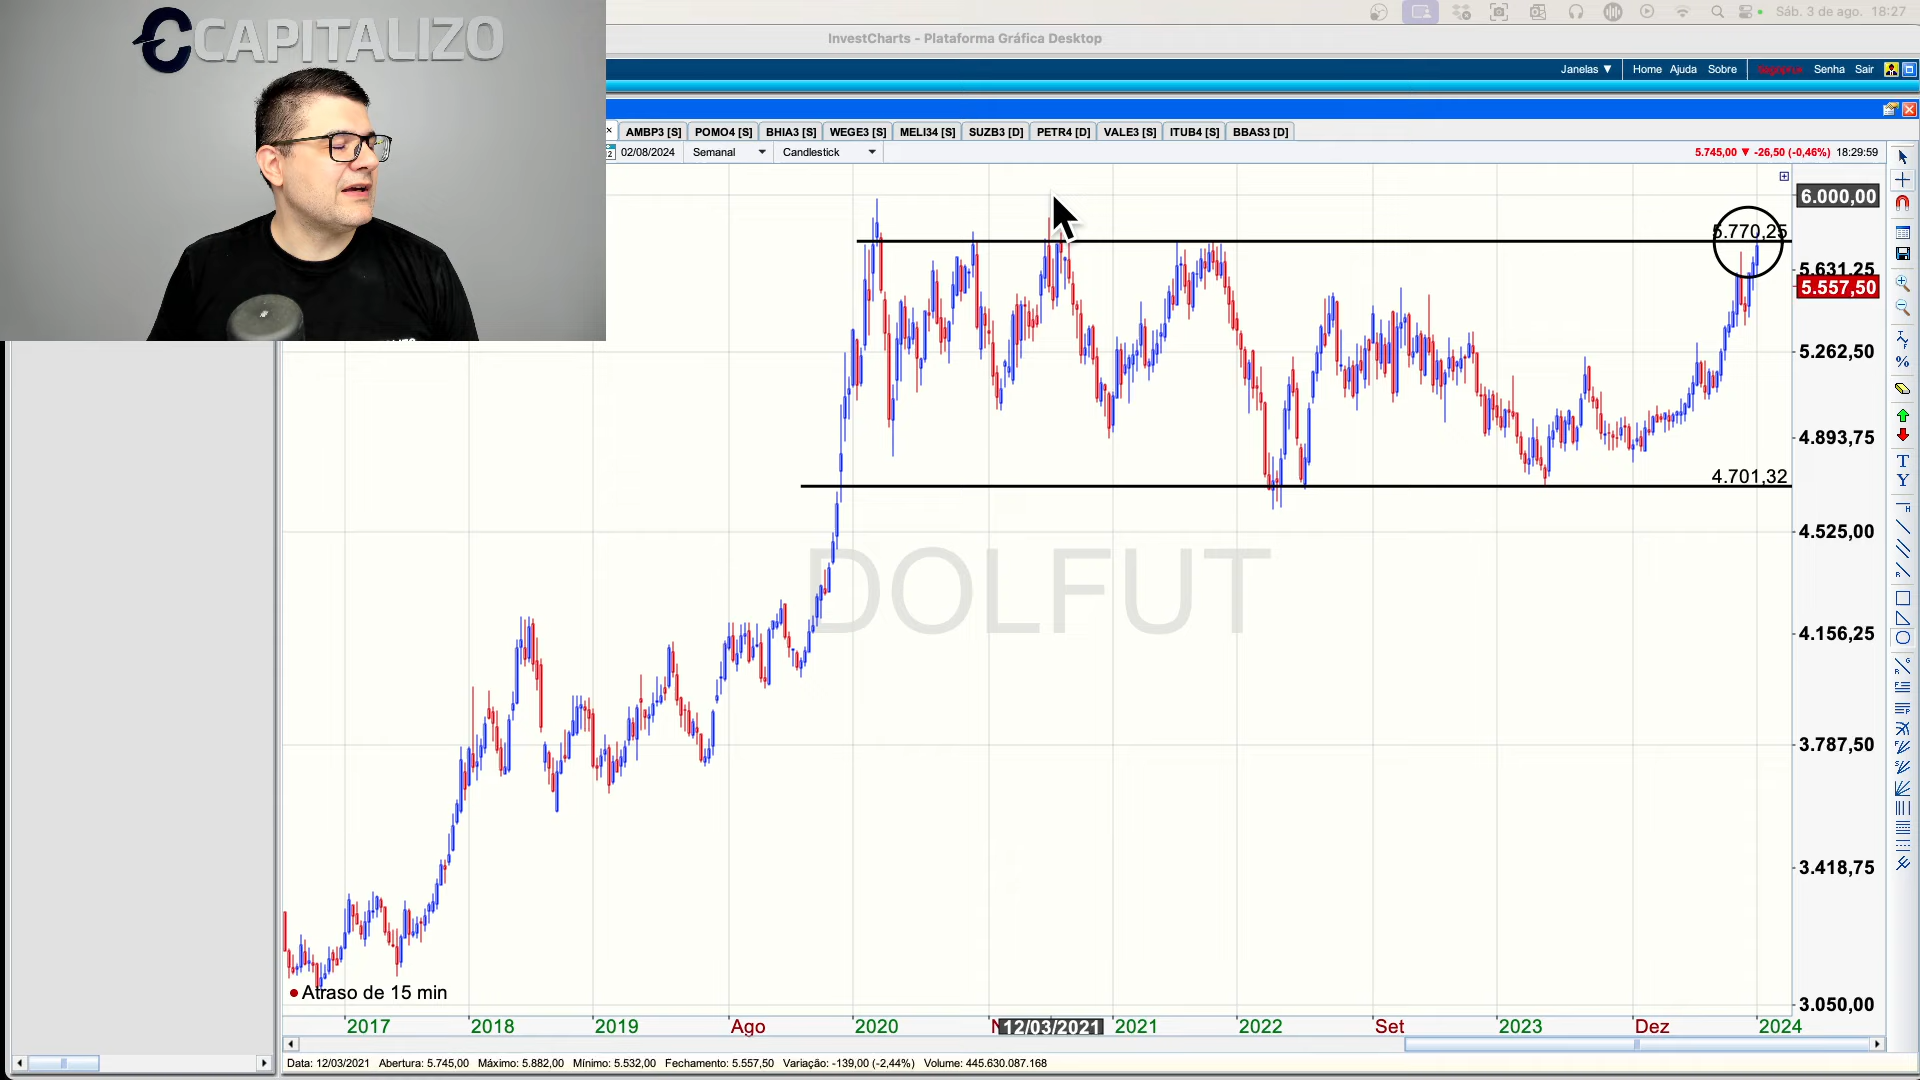 CAPITALIZO
Sáb. 3 de ago. 18:27
InvestCharts - Plataforma Gráfica Desktop
Janelas ▼ Home Ajuda Sobre Senha Sair
AMBP3 [S] POMO4 [S] BHIA3 [S] WEGE3 [S] MELI34 [S] SUZB3 [D] PETR4 [D] VALE3 [S] ITUB4 [S] BBAS3 [D]
02/08/2024 Semanal Candlestick 5.745,00 ▼ -26,50 (-0,46%) 18:29:59
6.000,00
5.770,25
5.631,25
5.557,50
5.262,50
4.893,75
4.701,32
4.525,00
DOLFUT
4.156,25
3.787,50
3.418,75
Atraso de 15 min
3.050,00
2017 2018 2019 Ago 2020 N 12/03/2021 2021 2022 Set 2023 Dez 2024
Data: 12/03/2021 Abertura: 5.745,00 Máximo: 5.882,00 Mínimo: 5.532,00 Fechamento: 5.557,50 Variação: -139,00 (-2,44%) Volume: 445.630.087.168